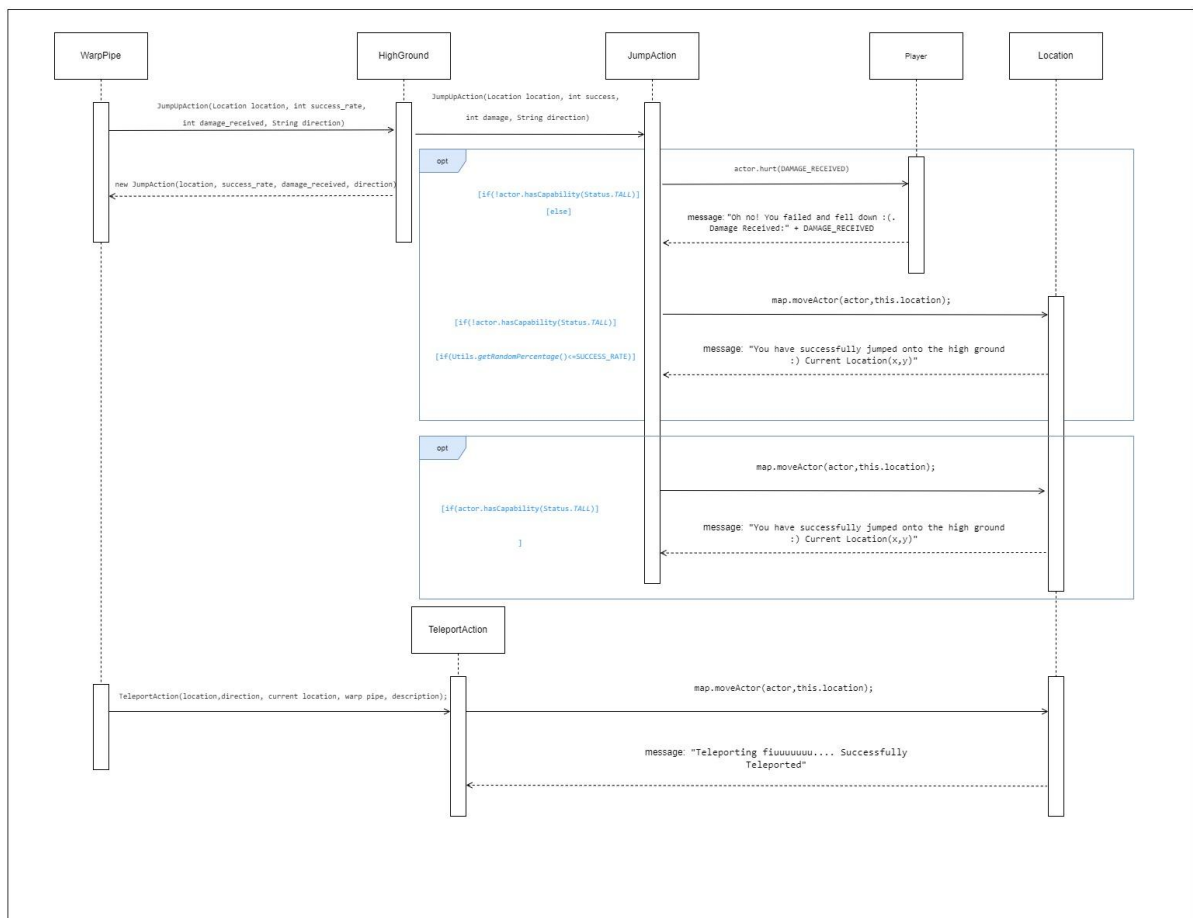 WarpPipe
HighGround
JumpAction
Player
Location
JumpUpAction(Location location, int success_rate,
int damage_received, String direction)
JumpUpAction(Location location, int success,
int damage, String direction)
opt
new JumpAction(location, success_rate, damage_received, direction)
actor.hurt(DAMAGE_RECEIVED)
[if(!actor.hasCapability(Status.TALL)]
[else]
message: "Oh no! You failed and fell down :(.
Damage Received:" + DAMAGE_RECEIVED
map.moveActor(actor,this.location);
[if(!actor.hasCapability(Status.TALL)]
[if(Utils.getRandomPercentage()<=SUCCESS_RATE)]
message: "You have successfully jumped onto the high ground
:) Current Location(x,y)"
opt
map.moveActor(actor,this.location);
[if(actor.hasCapability(Status.TALL)]
]
message: "You have successfully jumped onto the high ground
:) Current Location(x,y)"
TeleportAction
TeleportAction(location,direction, current location, warp pipe, description);
map.moveActor(actor,this.location);
message: "Teleporting fiuuuuuuu.... Successfully
Teleported"